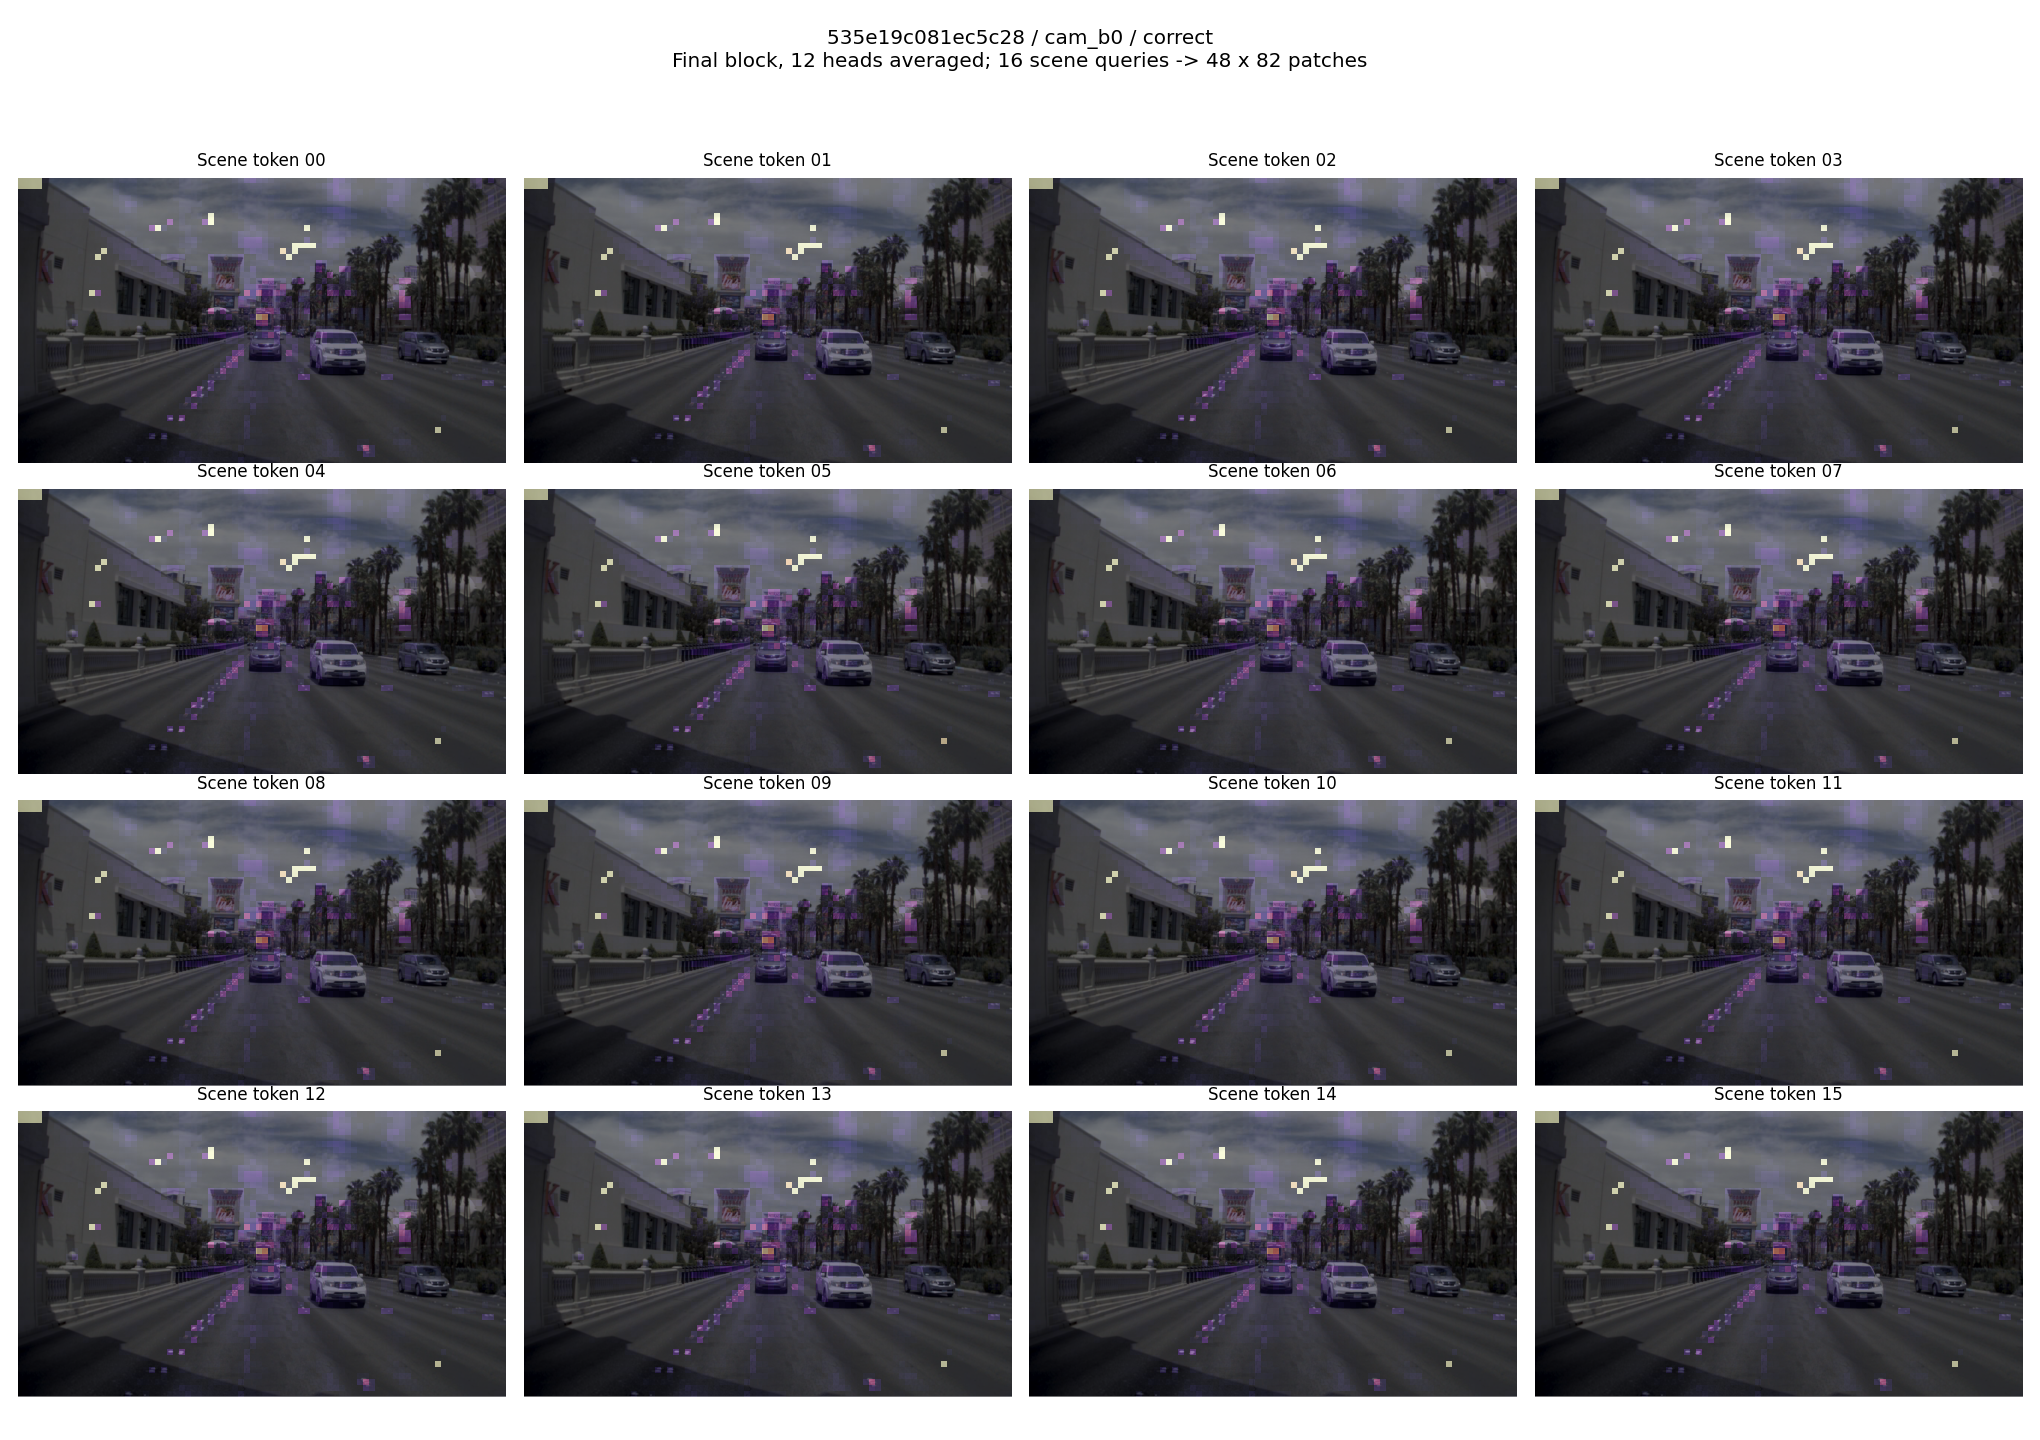 535e19c081ec5c28 / cam_b0 / correct
Final block, 12 heads averaged; 16 scene queries -> 48 x 82 patches
Scene token 00
Scene token 01
Scene token 02
Scene token 03
Scene token 04
Scene token 05
Scene token 06
Scene token 07
Scene token 08
Scene token 09
Scene token 10
Scene token 11
Scene token 12
Scene token 13
Scene token 14
Scene token 15